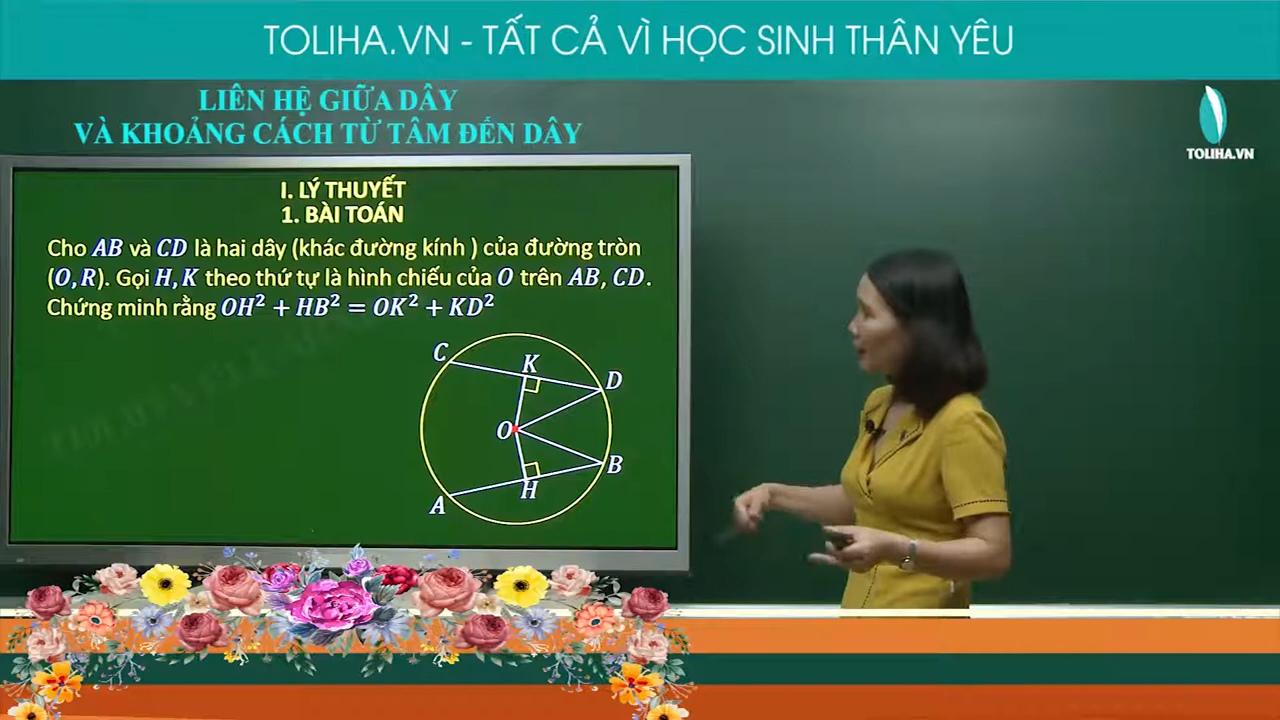 TOLIHA.VN - TẤT CẢ VÌ HỌC SINH THÂN YÊU
LIÊN HỆ GIỮA DÂY
VÀ KHOẢNG CÁCH TỪ TÂM ĐẾN DÂY
TOLIHA.VN
I. LÝ THUYẾT
1. BÀI TOÁN
Cho AB và CD là hai dây (khác đường kính ) của đường tròn
(O,R). Gọi H,K theo thứ tự là hình chiếu của O trên AB, CD.
Chứng minh rằng OH² + HB² = OK² + KD²
C
K
D
O
B
H
A